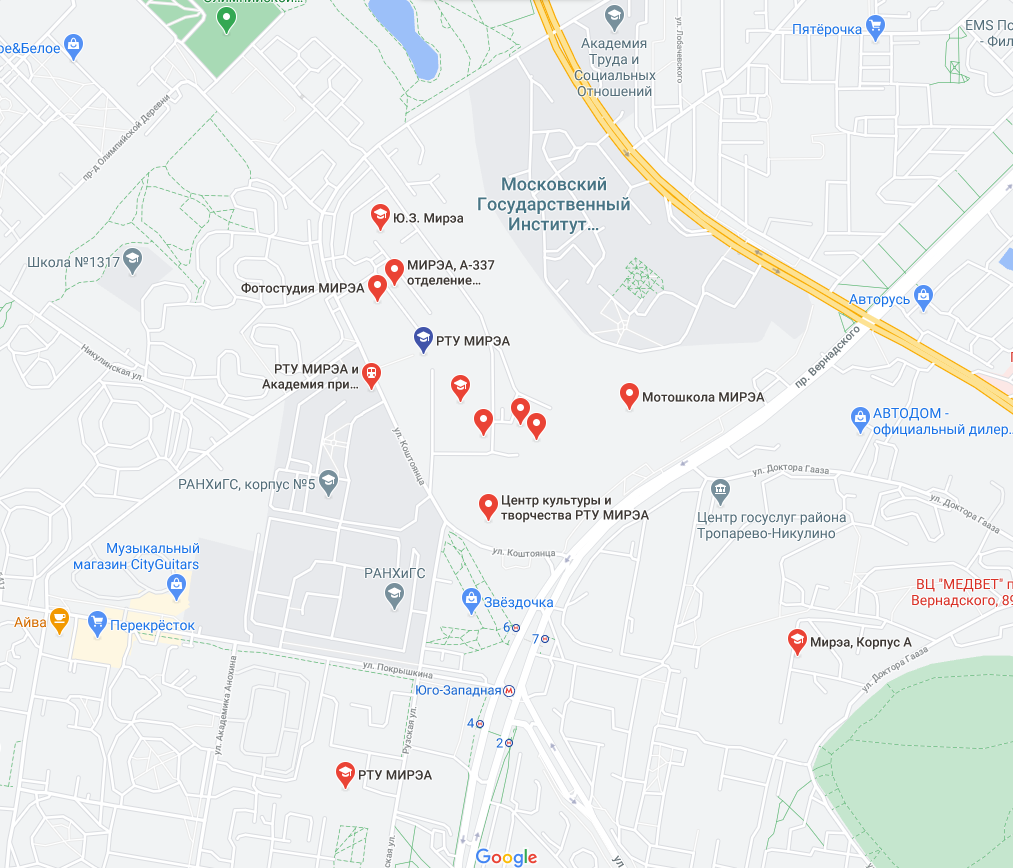 Олимпийской
ре&Белое
Академия
Труда и
Социальных
Отношений
ул. Лобачевского
Пятёрочка
EMS По
- Фил
пр-д Олимпийской Деревни
Московский
Государственный
Институт...
Ю.З. Мирэа
Школа №1317
МИРЭА, А-337
отделение...
Фотостудия МИРЭА
Авторусь
РТУ МИРЭА
пр. Вернадского
Никулинская ул.
РТУ МИРЭА и
Академия при...
Мотошкола МИРЭА
АВТОДОМ -
официальный дилер...
ул. Коштоянца
РАНХиГС, корпус №5
ул. Доктора Гааза
ул. Доктора Гааза
Центр культуры и
творчества РТУ МИРЭА
Центр госуслуг района
Тропарево-Никулино
Музыкальный
магазин CityGuitars
ул. Коштоянца
РАНХиГС
ВЦ "МЕДВЕТ" п
Вернадского, 89
Звёздочка
Айва
Перекрёсток
6
7
Мирэа, Корпус А
ул. Доктора Гааза
ул. Покрышкина
Юго-Западная
М
ул. Академика Анохина
Рузская ул.
4
2
РТУ МИРЭА
Google
ул.